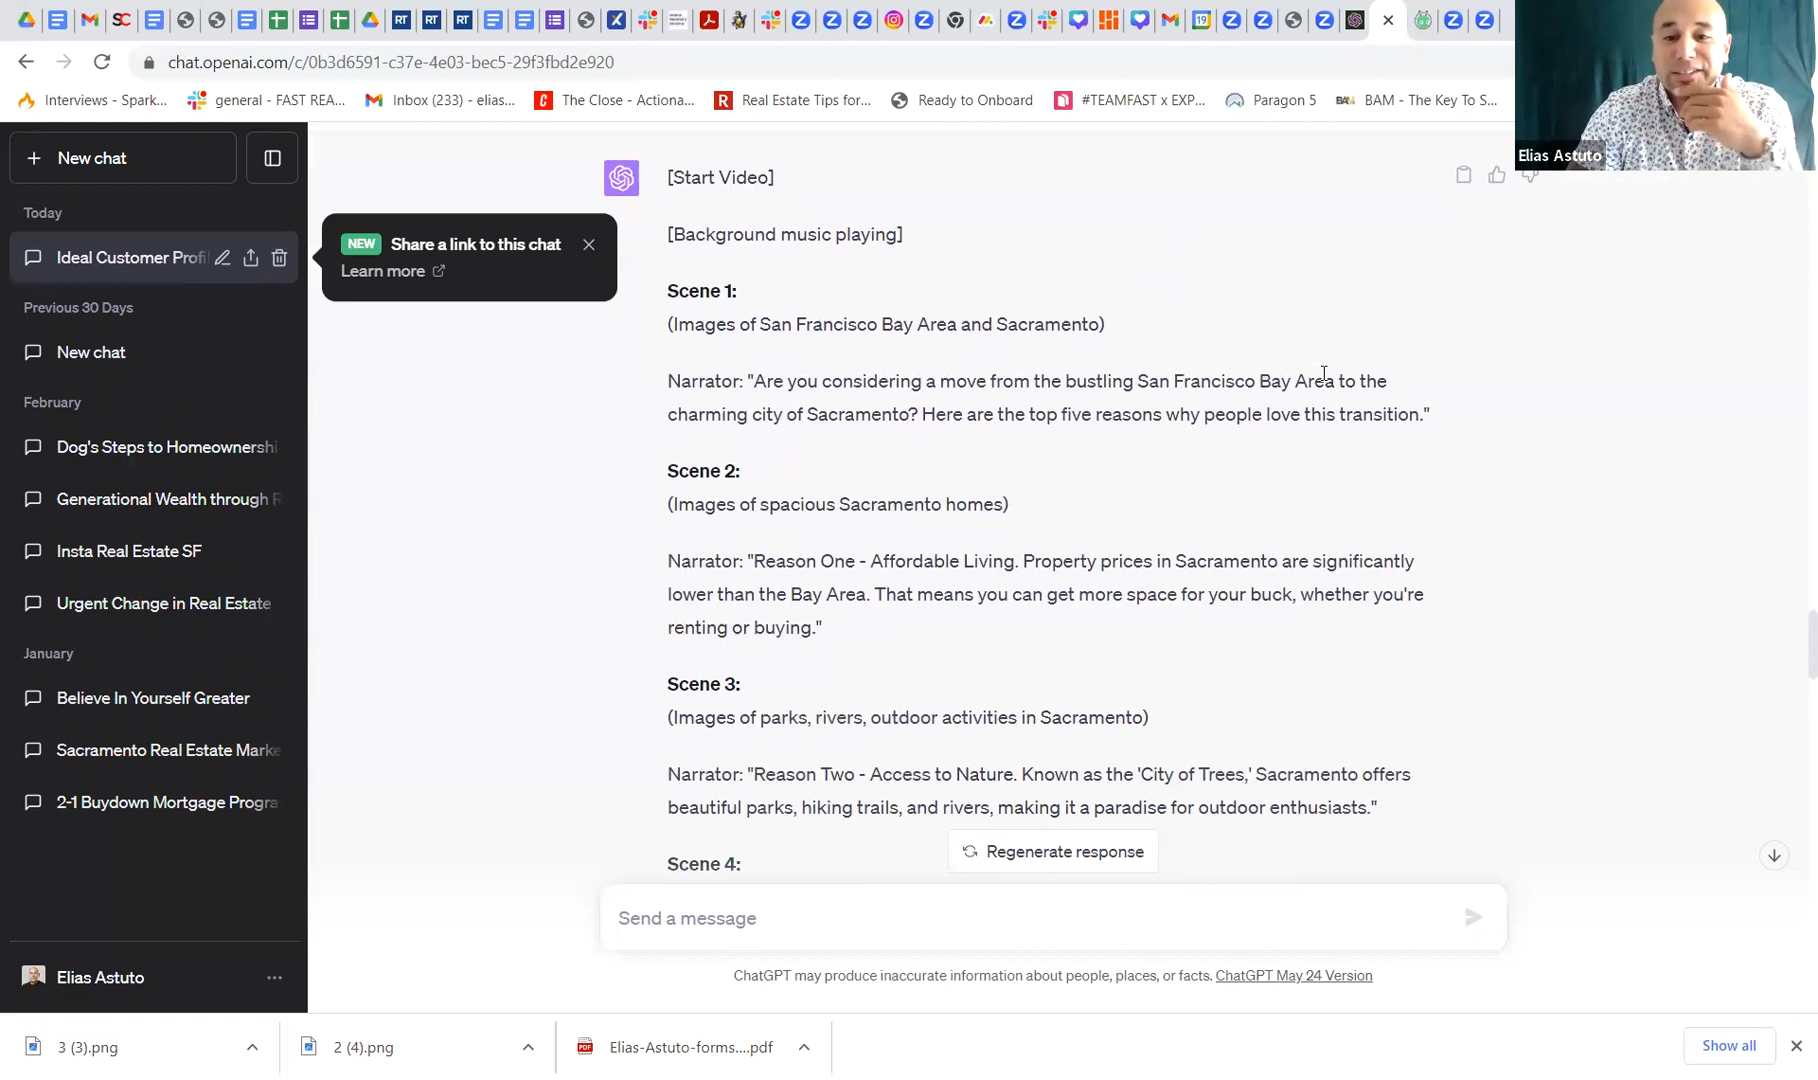 chat.openai.com/c/0b3d6591-c37e-4e03-bec5-29f3fbd2e920
Interviews - Spark...
general - FAST REA...
Inbox (233) - elias...
The Close - Actiona...
Real Estate Tips for...
Ready to Onboard
#TEAMFAST x EXP...
Paragon 5
BAM - The Key To S...
Elias Astuto
New chat
Today
Ideal Customer Profi
Previous 30 Days
New chat
February
Dog's Steps to Homeownershi
Generational Wealth through R
Insta Real Estate SF
Urgent Change in Real Estate
January
Believe In Yourself Greater
Sacramento Real Estate Marke
2-1 Buydown Mortgage Progra
Elias Astuto
NEW Share a link to this chat
Learn more
[Start Video]
[Background music playing]
Scene 1:
(Images of San Francisco Bay Area and Sacramento)
Narrator: "Are you considering a move from the bustling San Francisco Bay Area to the
charming city of Sacramento? Here are the top five reasons why people love this transition."
Scene 2:
(Images of spacious Sacramento homes)
Narrator: "Reason One - Affordable Living. Property prices in Sacramento are significantly
lower than the Bay Area. That means you can get more space for your buck, whether you're
renting or buying."
Scene 3:
(Images of parks, rivers, outdoor activities in Sacramento)
Narrator: "Reason Two - Access to Nature. Known as the 'City of Trees,' Sacramento offers
beautiful parks, hiking trails, and rivers, making it a paradise for outdoor enthusiasts."
Scene 4:
Regenerate response
Send a message
ChatGPT may produce inaccurate information about people, places, or facts. ChatGPT May 24 Version
3 (3).png
2 (4).png
Elias-Astuto-forms....pdf
Show all